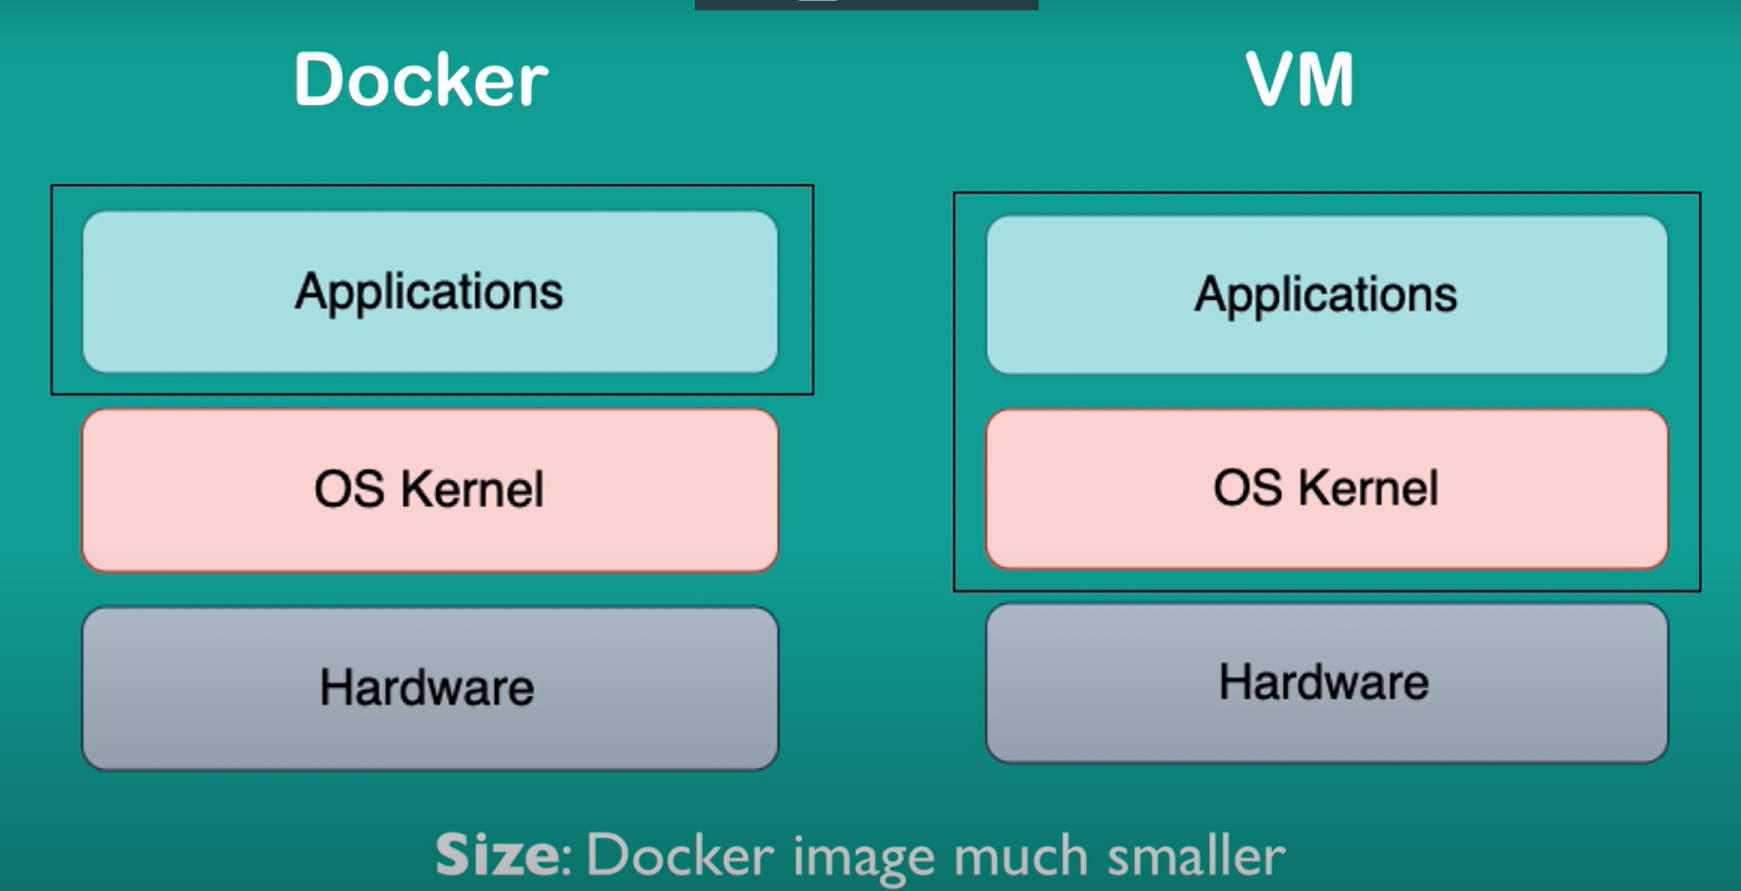 Docker
VM
Applications
Applications
OS Kernel
OS Kernel
Hardware
Hardware
Size: Docker image much smaller